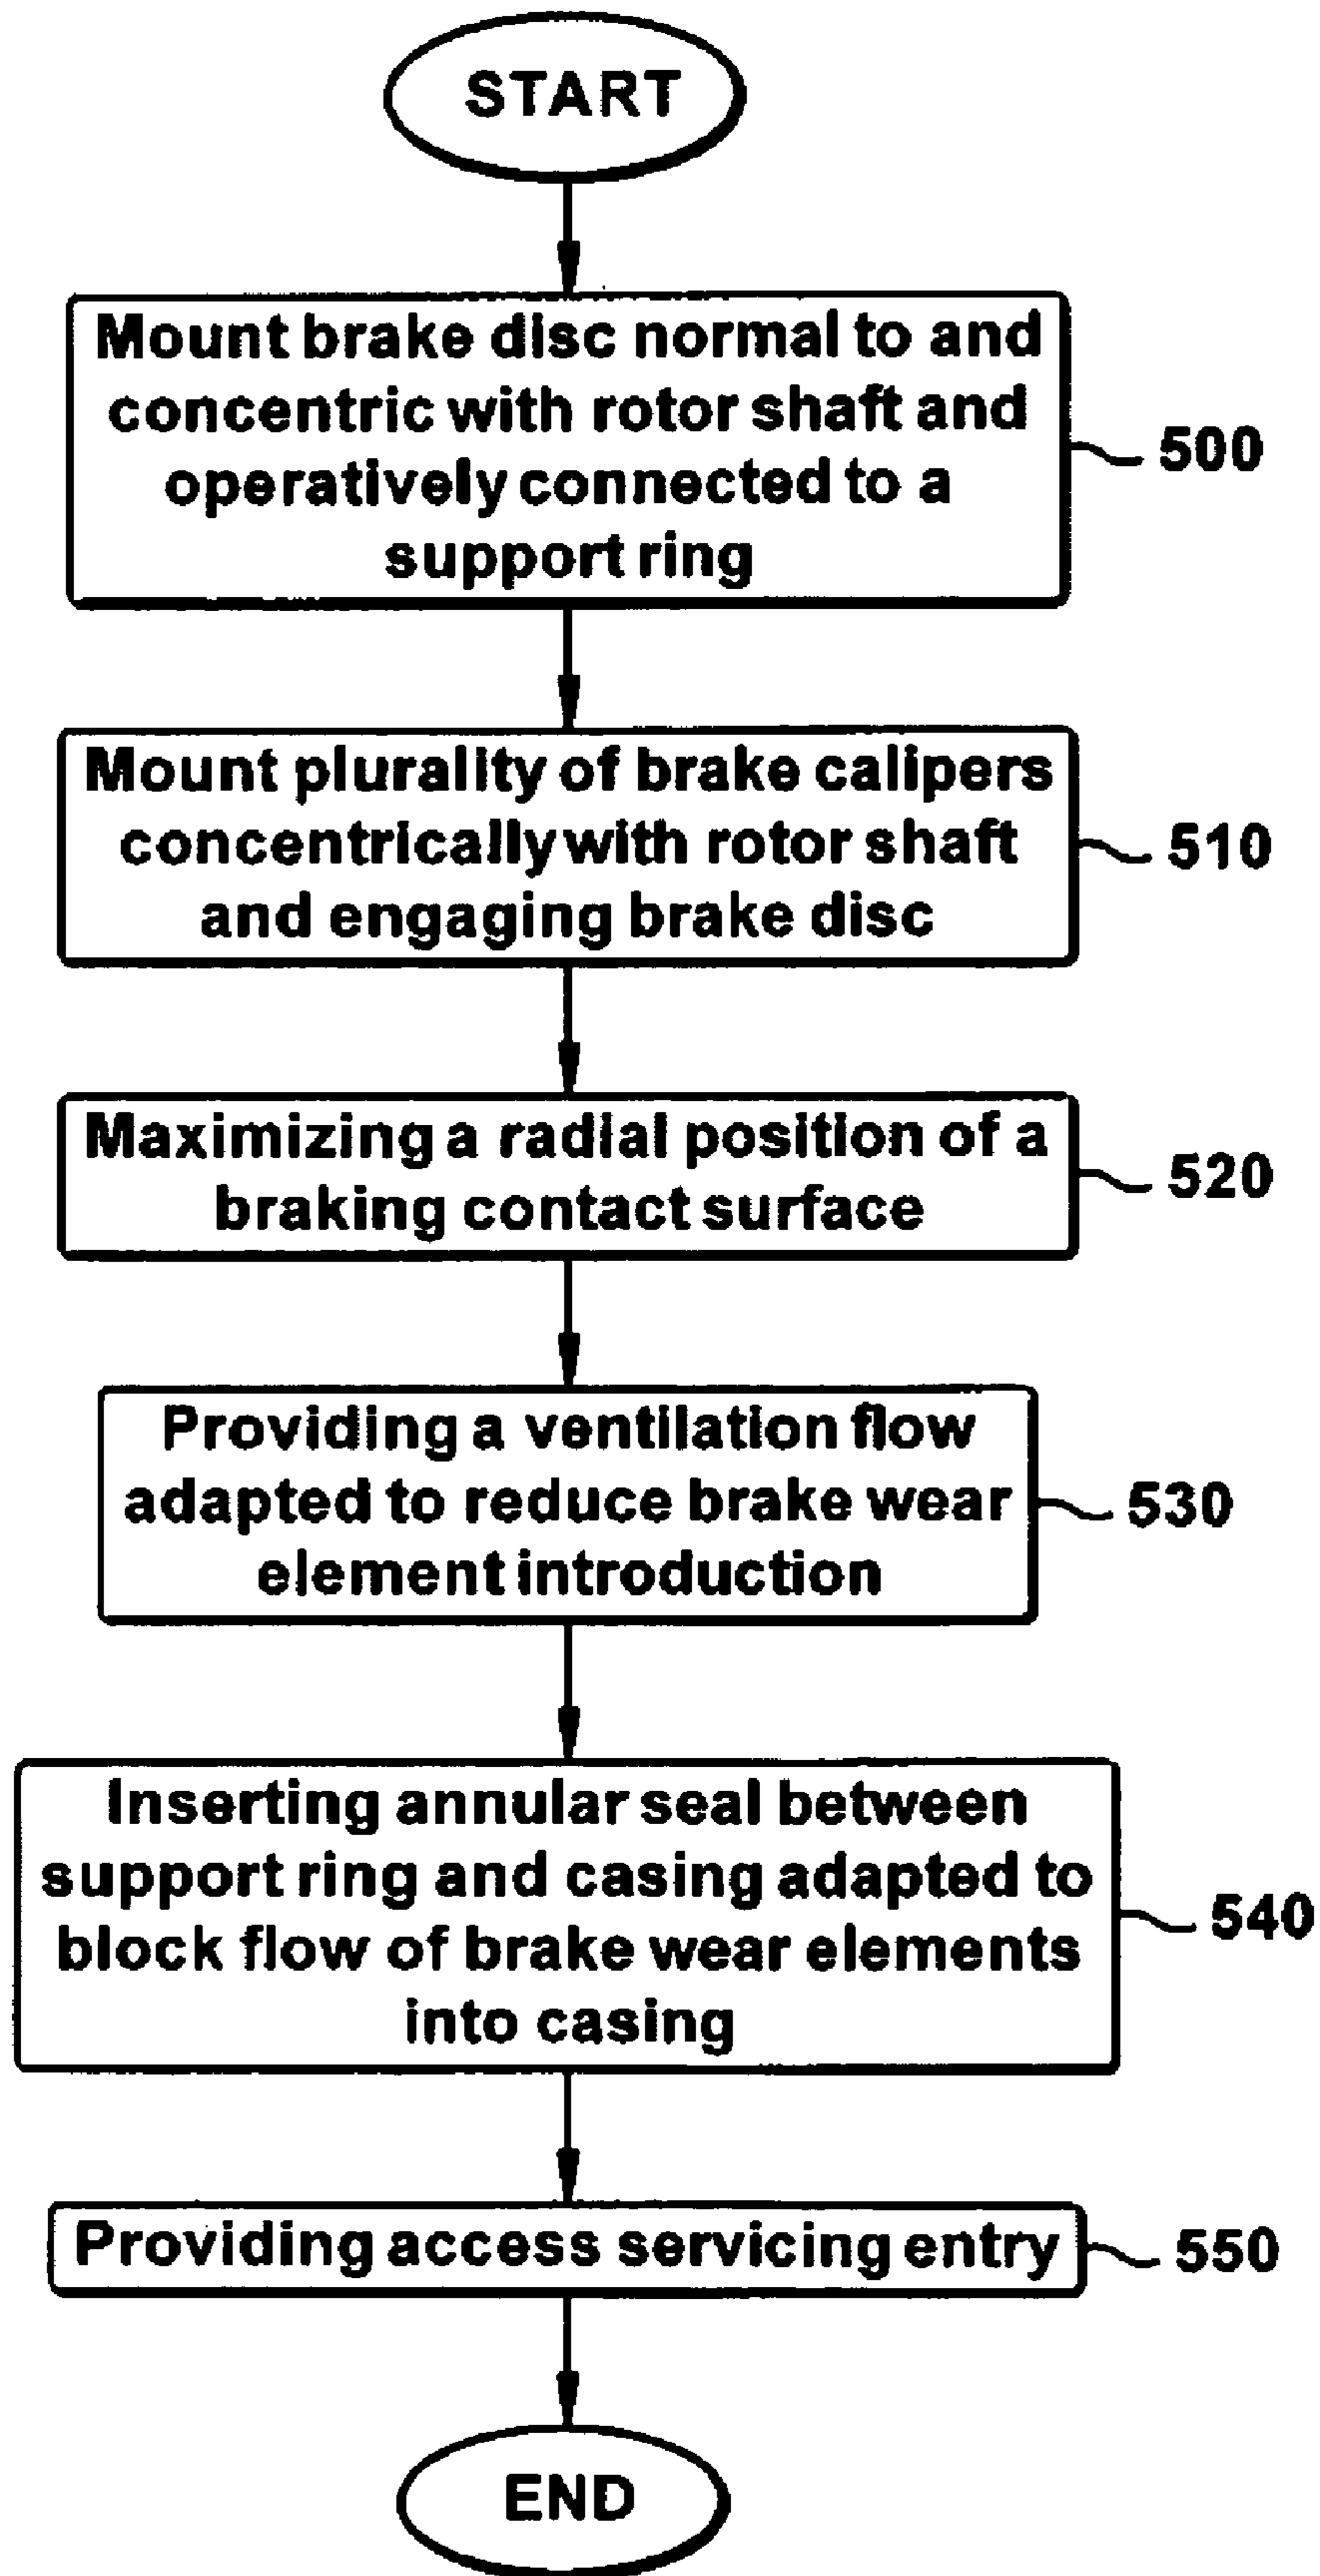 START
Mount brake disc normal to and
concentric with rotor shaft and
operatively connected to a
support ring
500
Mount plurality of brake calipers
concentrically with rotor shaft
and engaging brake disc
510
Maximizing a radial position of a
braking contact surface
520
Providing a ventilation flow
adapted to reduce brake wear
element introduction
530
Inserting annular seal between
support ring and casing adapted to
block flow of brake wear elements
into casing
540
Providing access servicing entry
550
END